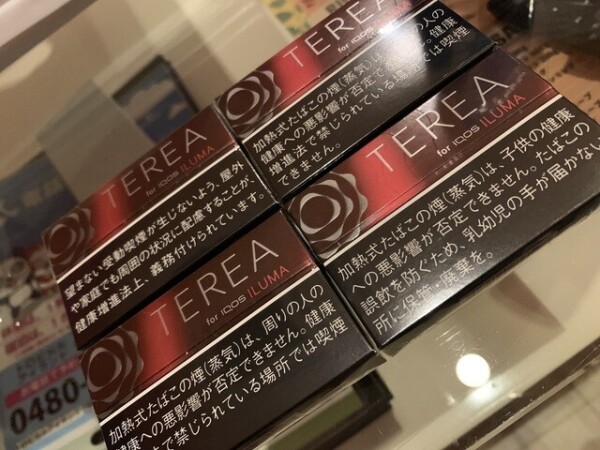 TEREA
for IQOS ILUMA
加熱式たばこの煙(蒸気)は、周りの人の
健康への悪影響が否定できません。健康
増進法で禁じられている場所では喫煙
できません。
TEREA
for IQOS ILUMA
望まない受動喫煙が生じないよう、屋外
や家庭でも周囲の状況に配慮することが、
健康増進法上、義務付けられています。
TEREA
for IQOS ILUMA
加熱式たばこの煙(蒸気)は、子供の健康
への悪影響が否定できません。たばこの
誤飲を防ぐため、乳幼児の手が届かない
所に保管・廃棄を。
TEREA
for IQOS ILUMA
加熱式たばこの煙(蒸気)は、周りの人の
健康への悪影響が否定できません。健康
増進法で禁じられている場所では喫煙
0480-